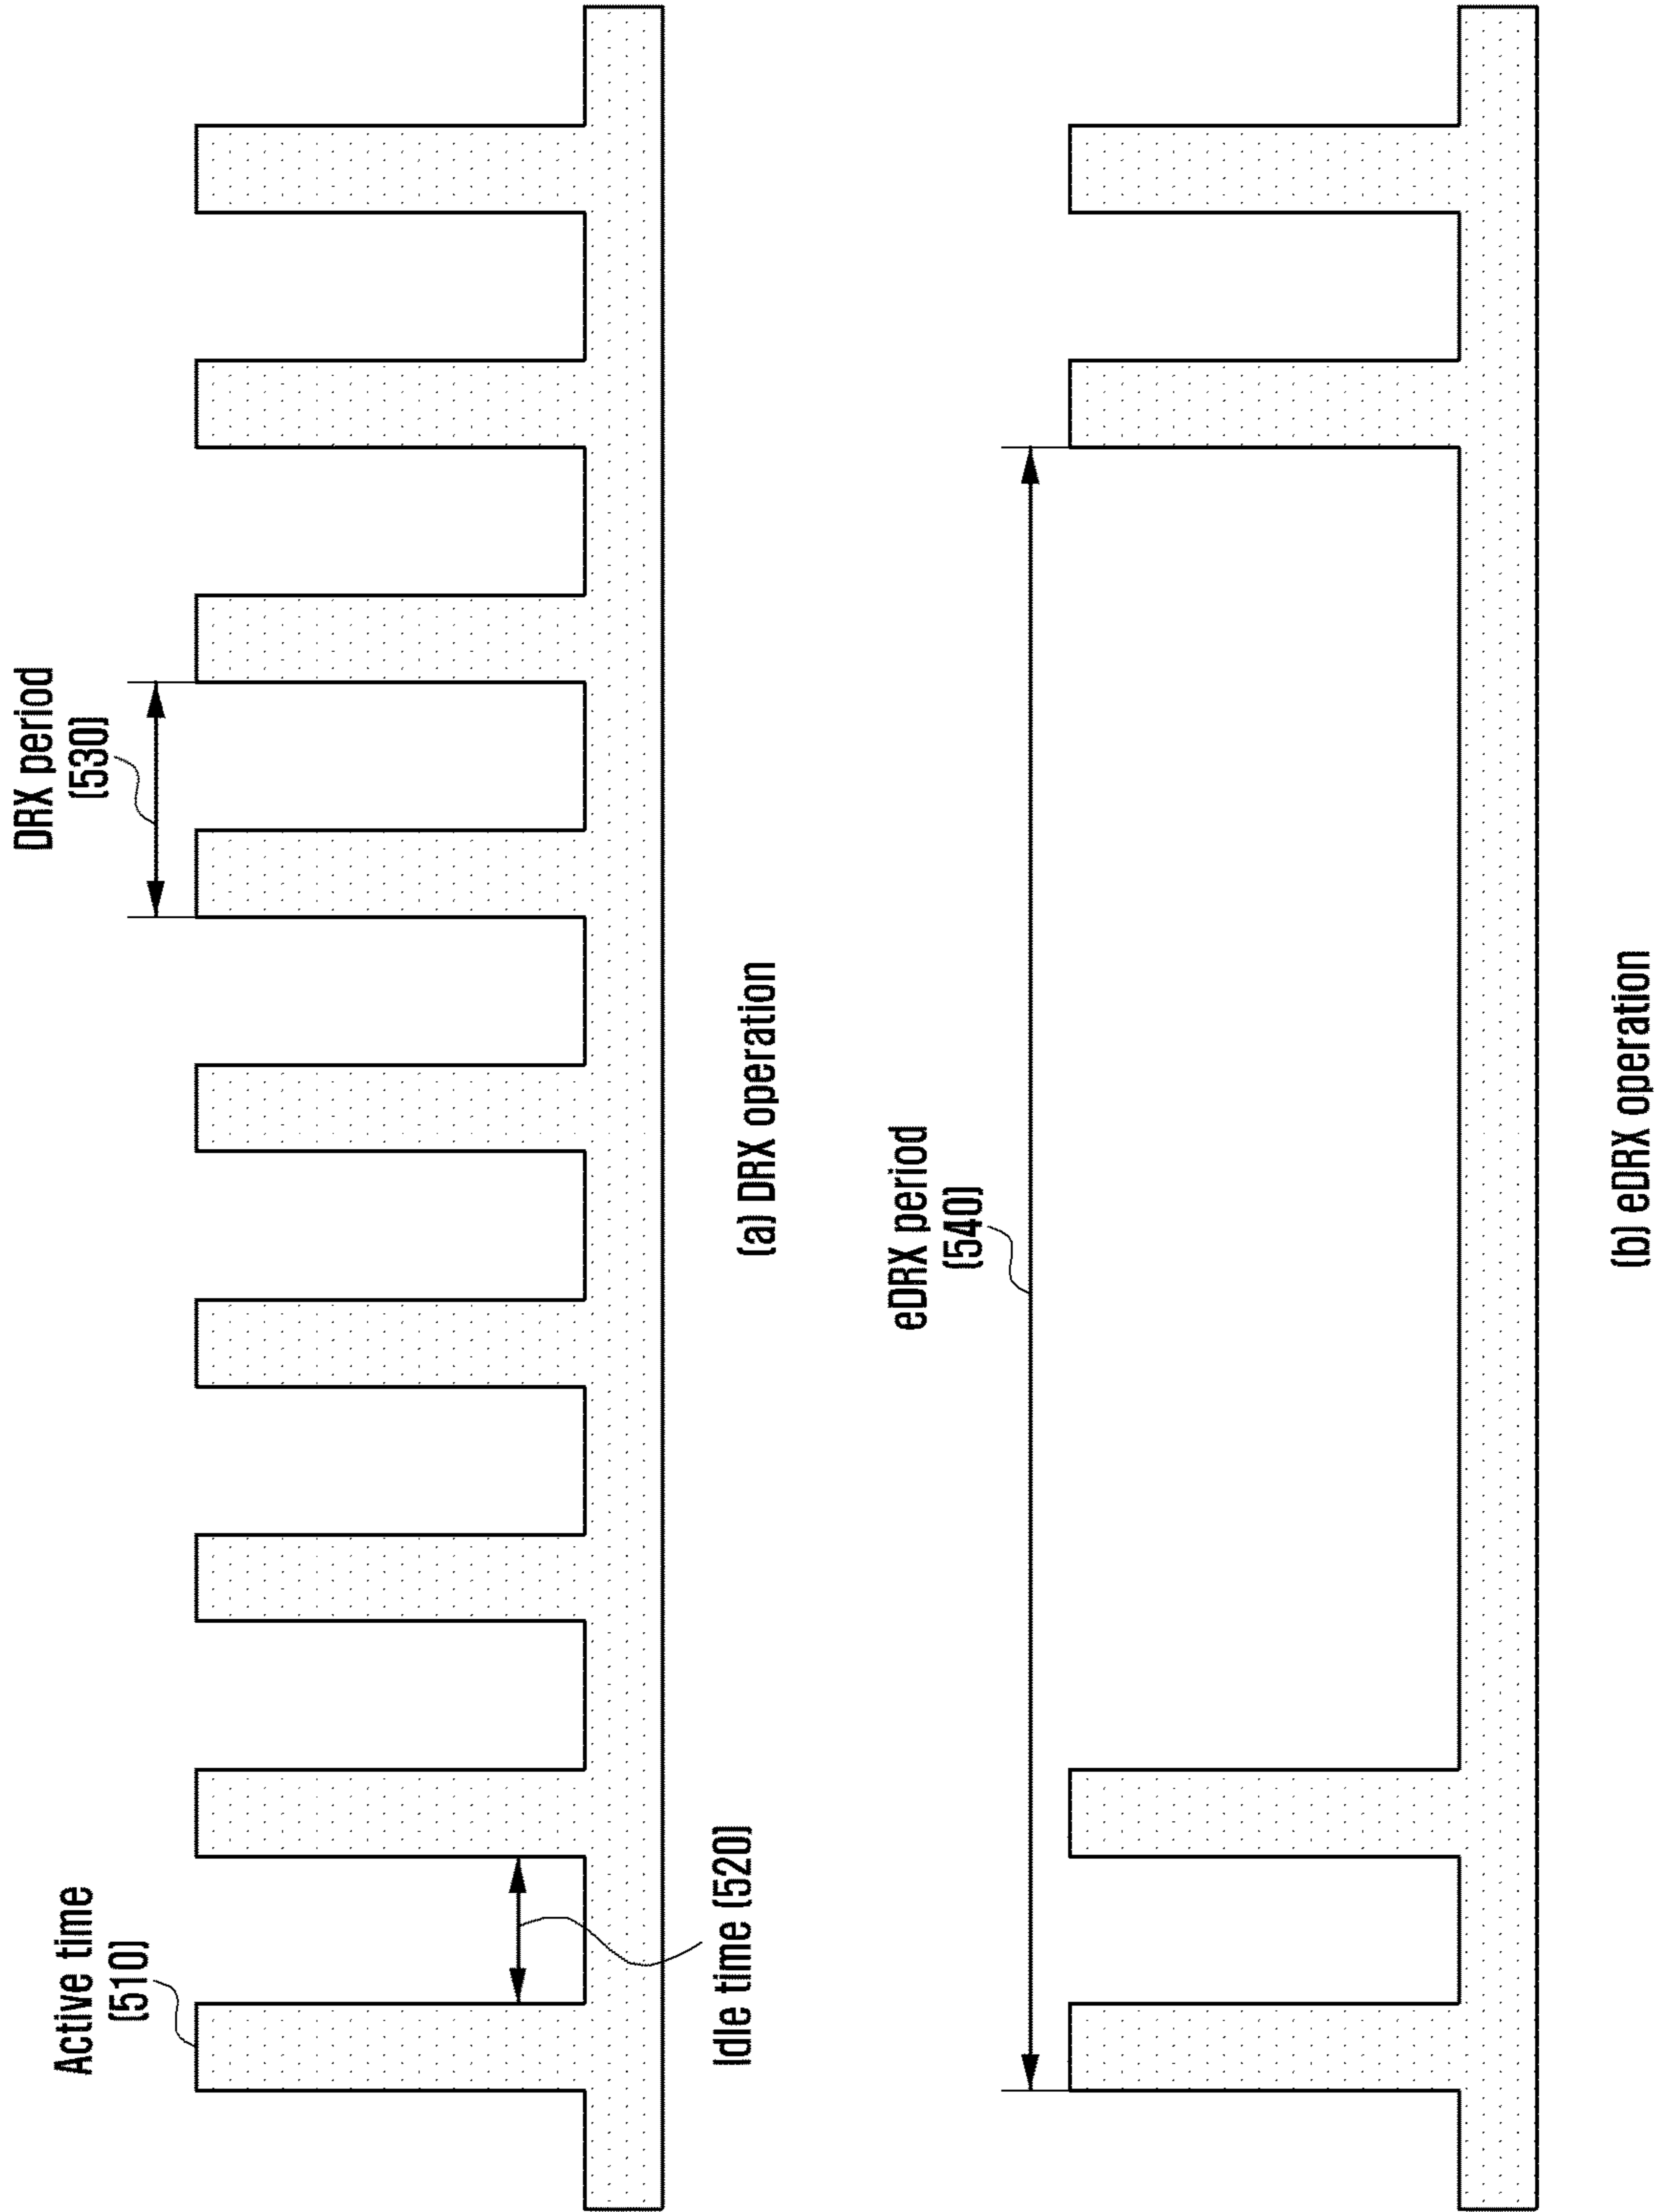 Active time
(510)
DRX period
(530)
Idle time (520)
(a) DRX operation
eDRX period
(540)
(b) eDRX operation